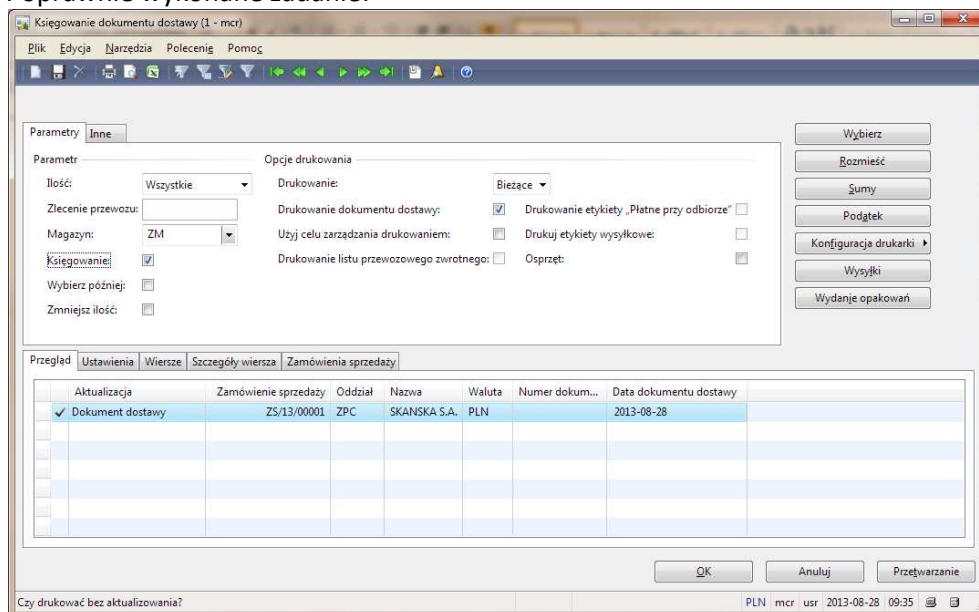 Poprawnie wykonane zadanie:
Księgowanie dokumentu dostawy (1 - mcr)
Plik Edycja Narzędzia Polecenię Pomoc
Parametry Inne
Parametr
Ilość: Wszystkie
Zlecenie przewozu:
Magazyn: ZM
Księgowanie:
Wybierz później:
Zmniejsz ilość:
Opcje drukowania
Drukowanie: Bieżące
Drukowanie dokumentu dostawy: Drukowanie etykiety „Płatne przy odbiorze”
Użyj celu zarządzania drukowaniem: Drukuj etykiety wysyłkowe:
Drukowanie listu przewozowego zwrotnego: Osprzęt:
Wybierz
Rozmieść
Sumy
Podatek
Konfiguracja drukarki
Wysyłki
Wydanie opakowań
Przegląd Ustawienia Wiersze Szczegóły wiersza Zamówienia sprzedaży
Aktualizacja Zamówienie sprzedaży Oddział Nazwa Waluta Numer dokum... Data dokumentu dostawy
Dokument dostawy ZS/13/00001 ZPC SKANSKA S.A. PLN 2013-08-28
OK Anuluj Przetwarzanie
Czy drukować bez aktualizowania? PLN mcr usr 2013-08-28 09:35